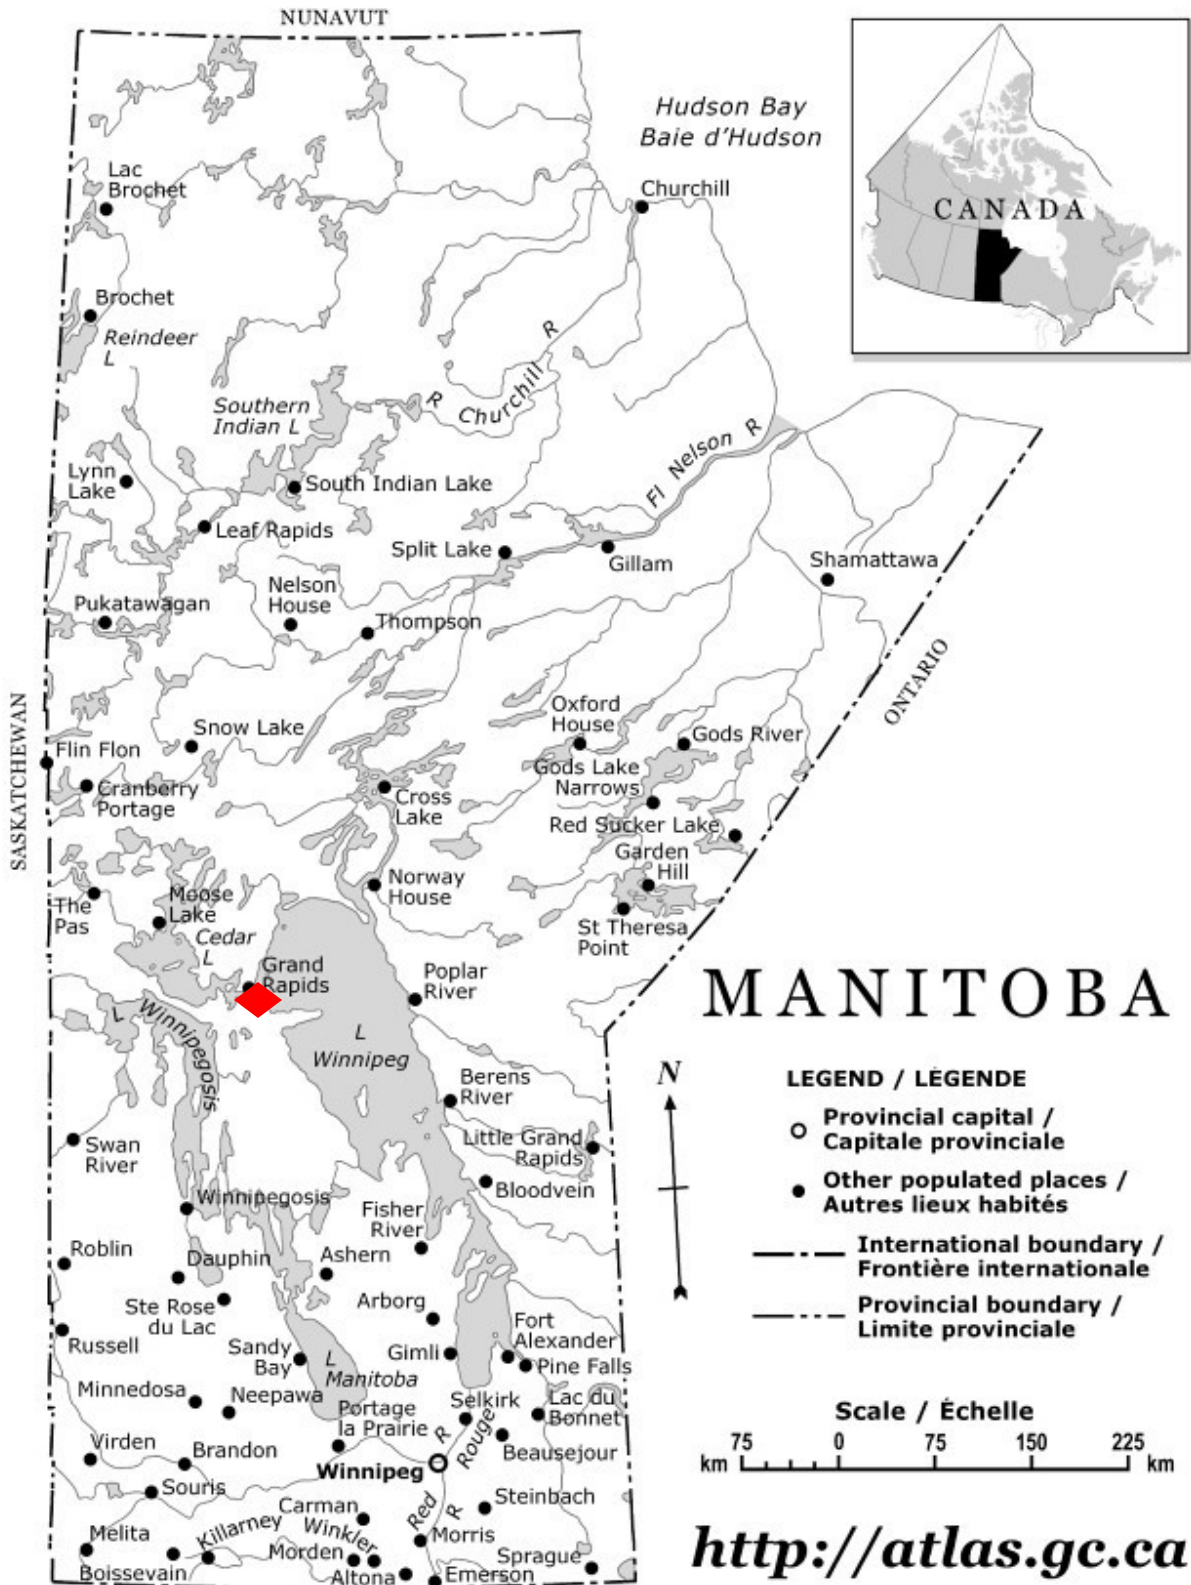 NUNAVUT
Hudson Bay
Baie d'Hudson
CANADA
Lac
Brochet
Churchill
Brochet
Reindeer
L
Southern
Indian L
R
Churchill
R
Fl Nelson R
Lynn
Lake
South Indian Lake
Leaf Rapids
Split Lake
Gillam
Shamattawa
Nelson
House
Pukatawagan
Thompson
ONTARIO
SASKATCHEWAN
Oxford
House
Snow Lake
Gods River
Flin Flon
Gods Lake
Narrows
Cranberry
Portage
Cross
Lake
Red Sucker Lake
Garden
Hill
Norway
House
Moose
Lake
The
Pas
St Theresa
Point
Cedar
L
Grand
Rapids
Poplar
River
MANITOBA
L Winnipegosis
L
Winnipeg
N
LEGEND / LÉGENDE
Provincial capital /
Capitale provinciale
Other populated places /
Autres lieux habités
International boundary /
Frontière internationale
Provincial boundary /
Limite provinciale
Berens
River
Swan
River
Little Grand
Rapids
Bloodvein
Winnipegosis
Fisher
River
Roblin
Dauphin
Ashern
Ste Rose
du Lac
Arborg
Fort
Alexander
Russell
Sandy
Bay
Gimli
Pine Falls
L
Manitoba
Minnedosa
Neepawa
Selkirk
Lac du
Bonnet
Portage
la Prairie
R
Rouge
Beausejour
Virden
Brandon
Winnipeg
Souris
Steinbach
Carman
Red
R
Winkler
Morris
Melita
Killarney
Morden
Sprague
Boissevain
Altona
Emerson
Scale / Échelle
75 0 75 150 225
km km
http://atlas.gc.ca